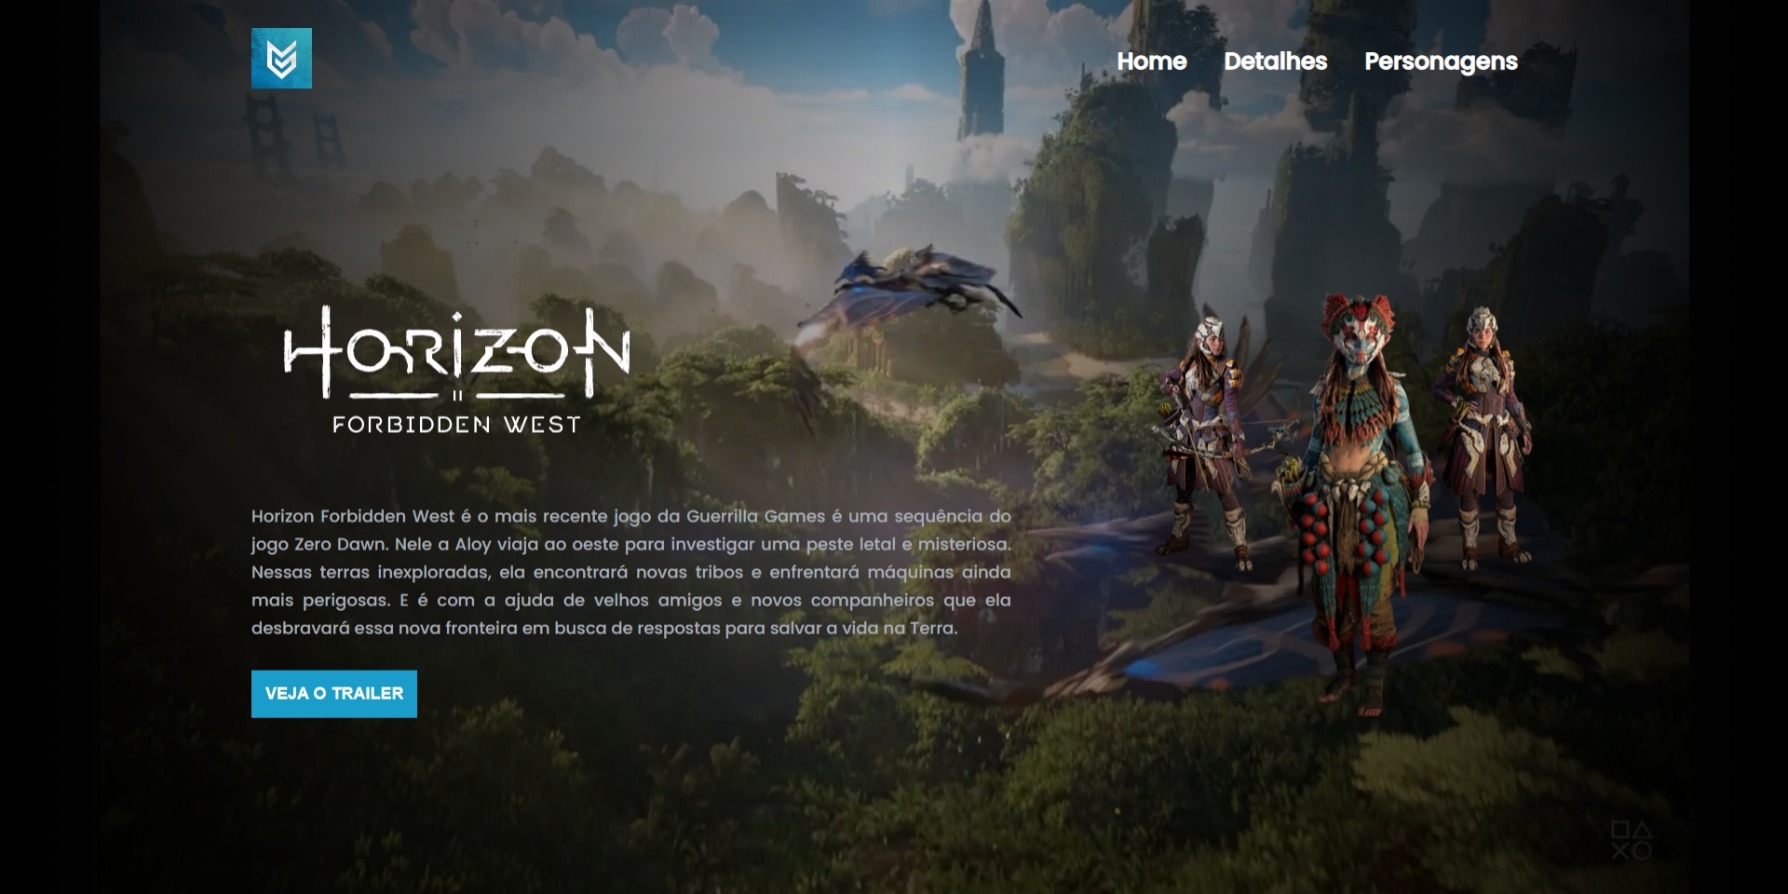 Home Detalhes Personagens
HORIZON
FORBIDDEN WEST
Horizon Forbidden West é o mais recente jogo da Guerrilla Games é uma sequência do
jogo Zero Dawn. Nele a Aloy viaja ao oeste para investigar uma peste letal e misteriosa.
Nessas terras inexploradas, ela encontrará novas tribos e enfrentará máquinas ainda
mais perigosas. E é com a ajuda de velhos amigos e novos companheiros que ela
desbravará essa nova fronteira em busca de respostas para salvar a vida na Terra.
VEJA O TRAILER